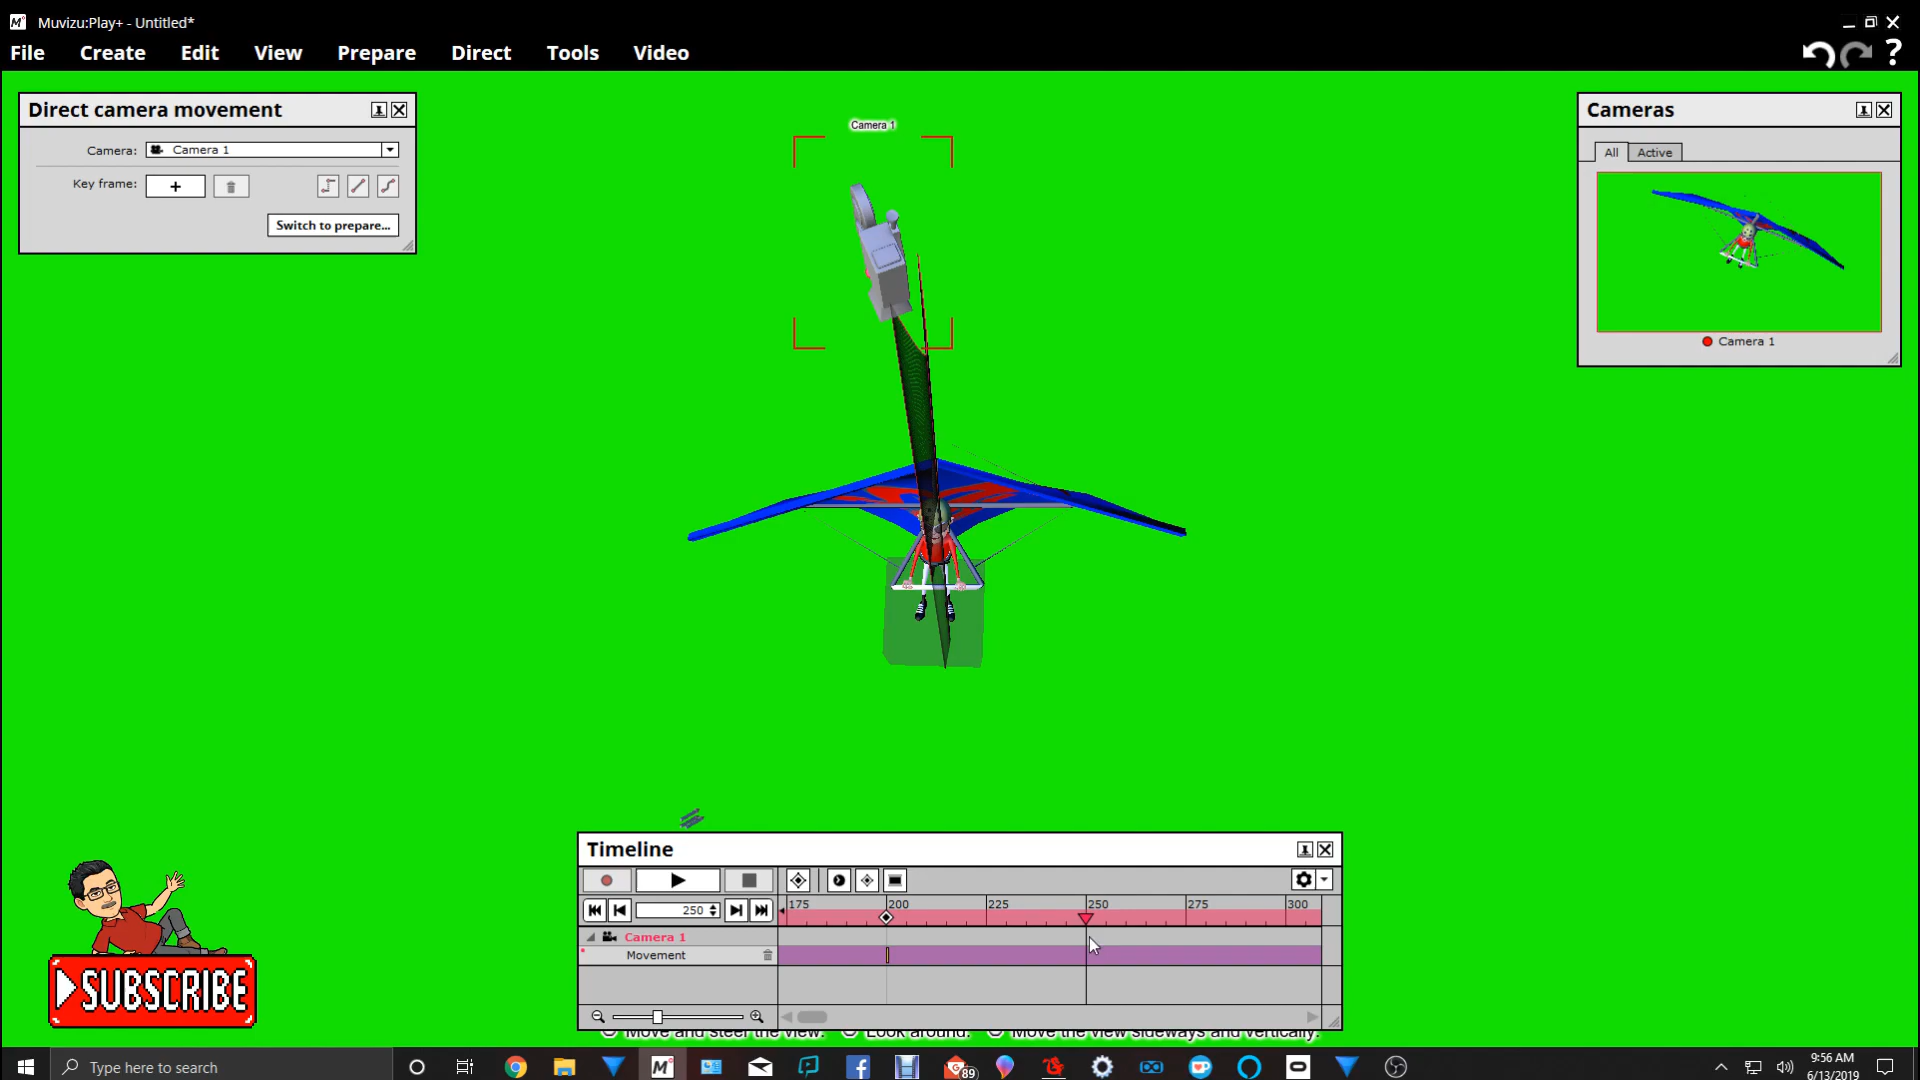 Muvizu:Play+ - Untitled*
File Create Edit View Prepare Direct Tools Video ?
Direct camera movement
Camera: Camera 1
Key frame: +
Switch to prepare...
Camera 1
Cameras
All Active
Camera 1
Timeline
250 175 200 225 250 275 300
Camera 1
Movement
Move and steer the view. Look around. Move the view sideways and vertically.
SUBSCRIBE
Type here to search
M
G 89
9:56 AM
6/13/2019